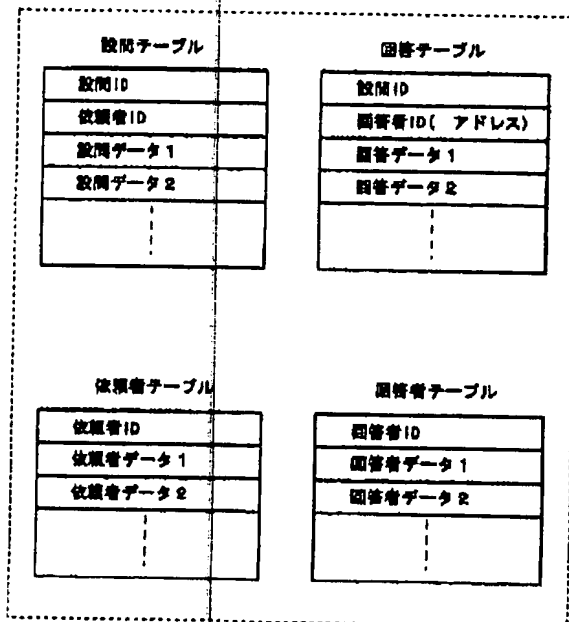 設問テーブル
設問ID
依頼者ID
設問データ1
設問データ2
回答テーブル
設問ID
回答者ID( アドレス)
回答データ1
回答データ2
依頼者テーブル
依頼者ID
依頼者データ1
依頼者データ2
回答者テーブル
回答者ID
回答者データ1
回答者データ2